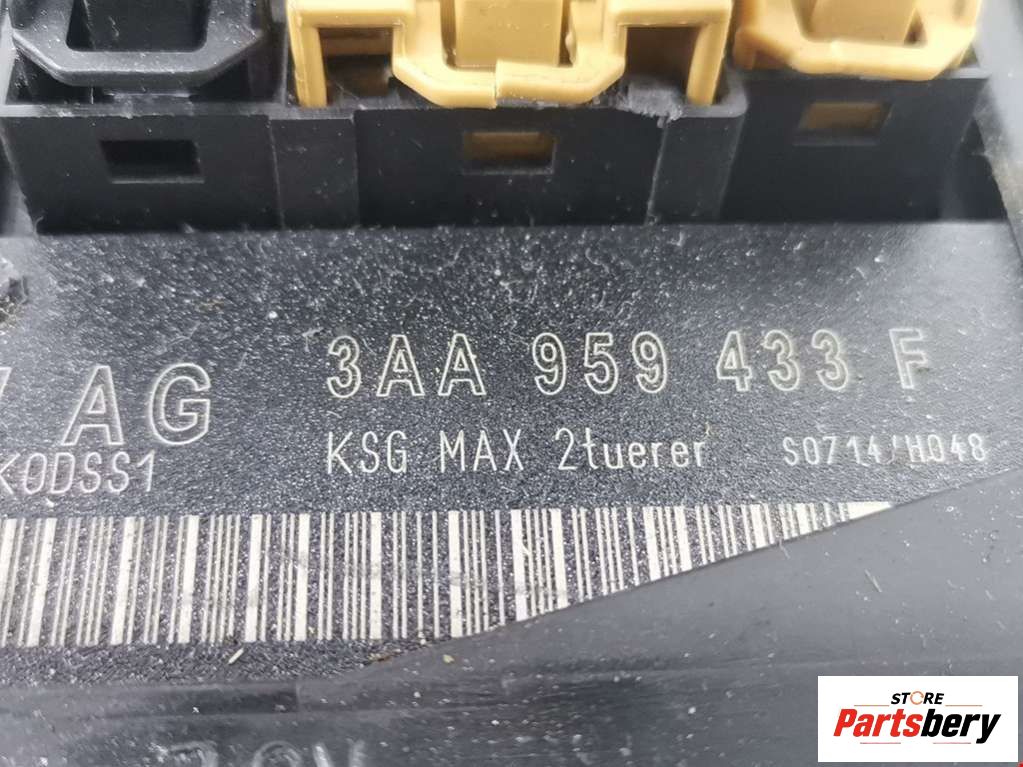 AG 3AA 959 433 F
KODSS1 KSG MAX 2tuerer S0714/H048
STORE
Partsbery